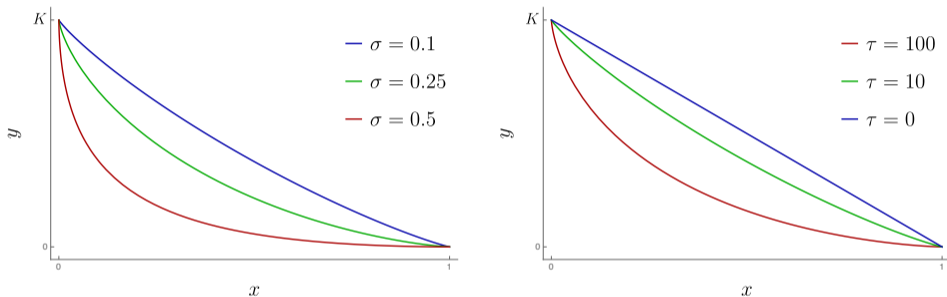 K
σ = 0.1
σ = 0.25
σ = 0.5
y
0
0
1
x
K
τ = 100
τ = 10
τ = 0
y
0
0
1
x